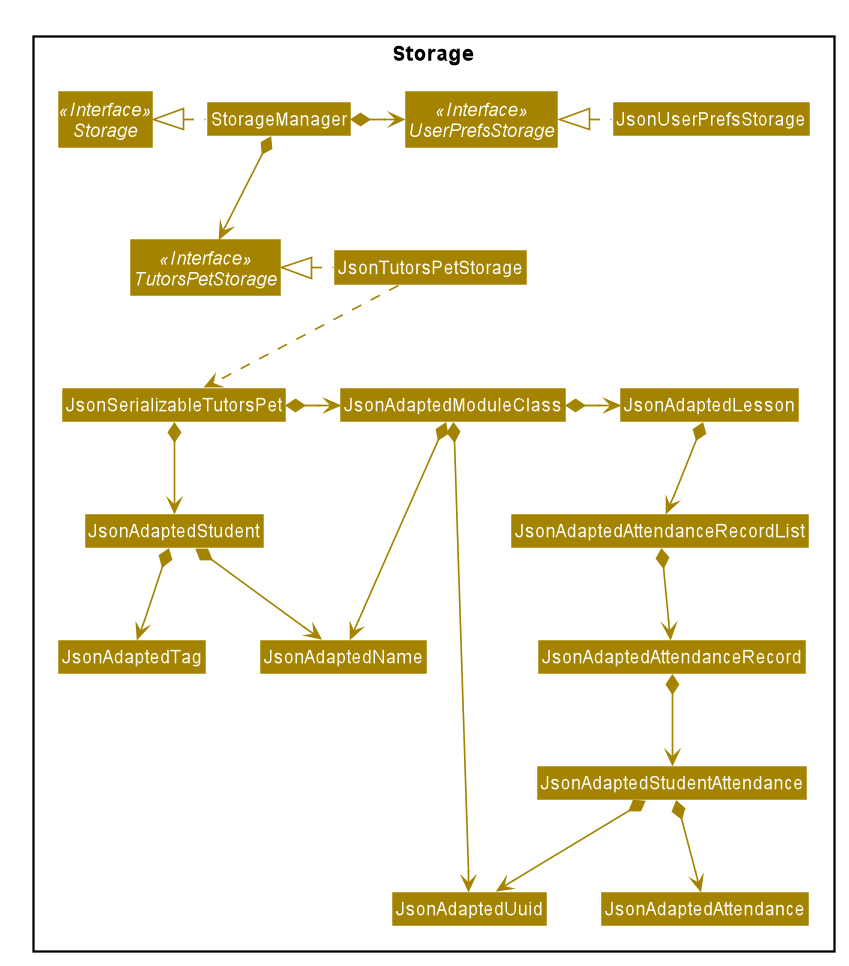 Storage
«Interface»
Storage
StorageManager
«Interface»
UserPrefsStorage
JsonUserPrefsStorage
«Interface»
TutorsPetStorage
JsonTutorsPetStorage
JsonSerializableTutorsPet
JsonAdaptedModuleClass
JsonAdaptedLesson
JsonAdaptedStudent
JsonAdaptedAttendanceRecordList
JsonAdaptedTag
JsonAdaptedName
JsonAdaptedAttendanceRecord
JsonAdaptedStudentAttendance
JsonAdaptedUuid
JsonAdaptedAttendance